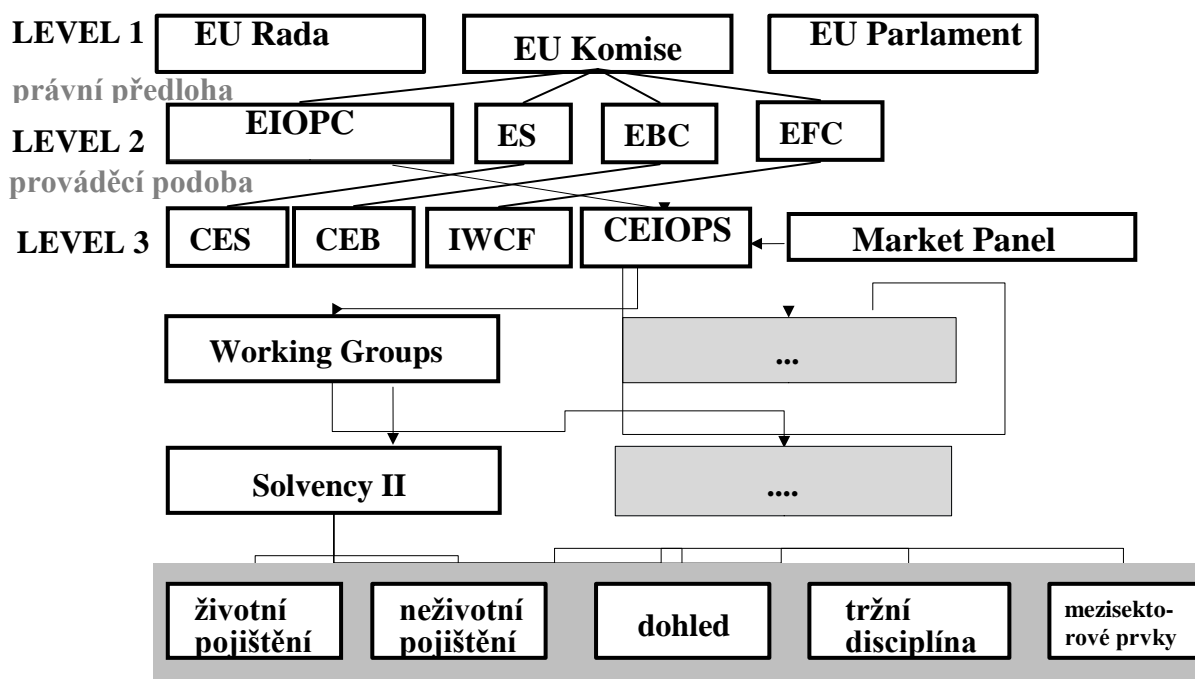 LEVEL 1
EU Rada
EU Komise
EU Parlament
právní předloha
LEVEL 2
EIOPC
ES
EBC
EFC
prováděcí podoba
LEVEL 3
CES
CEB
IWCF
CEIOPS
Market Panel
Working Groups
...
Solvency II
....
životní
pojištění
neživotní
pojištění
dohled
tržní
disciplína
mezisekto-
rové prvky